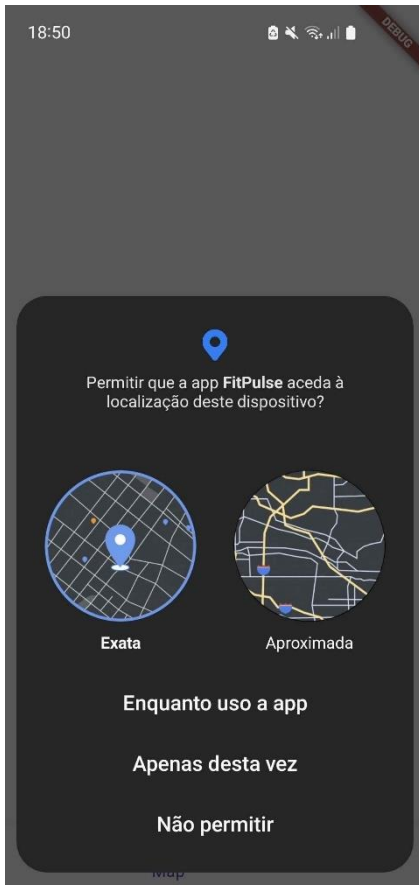 18:50
DEBUG
Permitir que a app FitPulse aceda à
localização deste dispositivo?
Exata
Aproximada
Enquanto uso a app
Apenas desta vez
Não permitir
Map